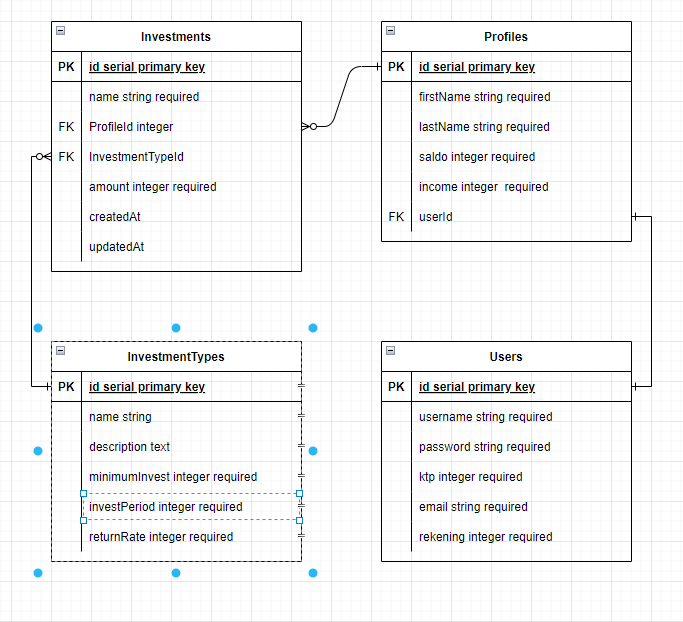 Investments
PK id serial primary key
name string required
FK ProfileId integer
FK InvestmentTypeId
amount integer required
createdAt
updatedAt
Profiles
PK id serial primary key
firstName string required
lastName string required
saldo integer required
income integer  required
FK userId
InvestmentTypes
PK id serial primary key
name string
description text
minimumInvest integer required
investPeriod integer required
returnRate integer required
Users
PK id serial primary key
username string required
password string required
ktp integer required
email string required
rekening integer required